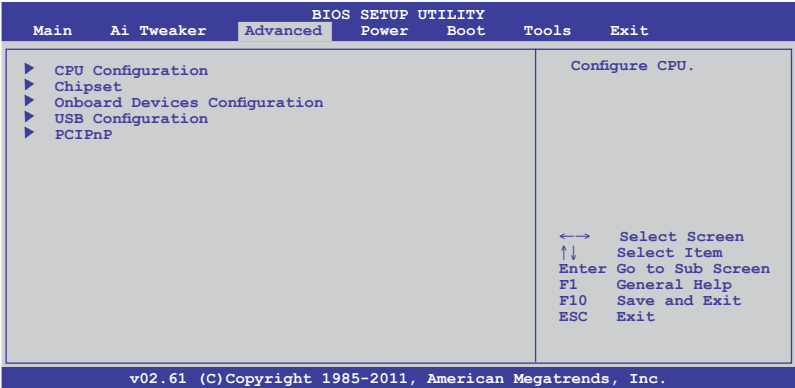 BIOS SETUP UTILITY
Main Ai Tweaker Advanced Power Boot Tools Exit
CPU Configuration
Chipset
Onboard Devices Configuration
USB Configuration
PCIPnP
Configure CPU.
←→ Select Screen
↑↓ Select Item
Enter Go to Sub Screen
F1 General Help
F10 Save and Exit
ESC Exit
v02.61 (C)Copyright 1985-2011, American Megatrends, Inc.